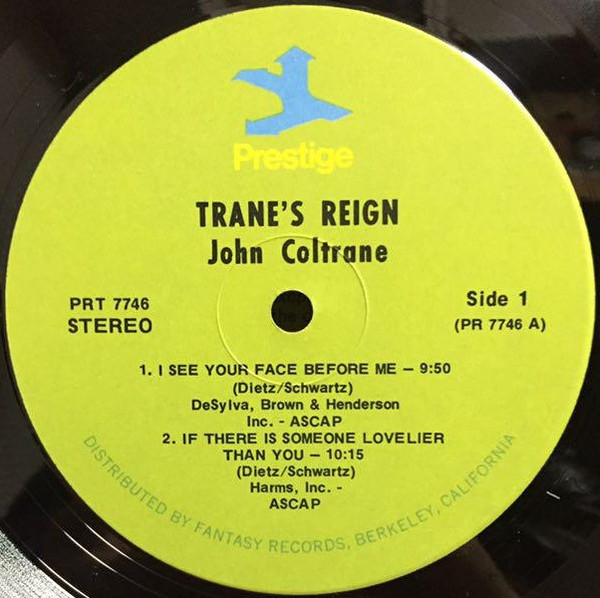 Prestige
TRANE'S REIGN
John Coltrane
PRT 7746
STEREO
Side 1
(PR 7746 A)
1. I SEE YOUR FACE BEFORE ME – 9:50
(Dietz/Schwartz)
DeSylva, Brown & Henderson
Inc. - ASCAP
2. IF THERE IS SOMEONE LOVELIER
THAN YOU – 10:15
(Dietz/Schwartz)
Harms, Inc. -
ASCAP
DISTRIBUTED BY FANTASY RECORDS, BERKELEY, CALIFORNIA